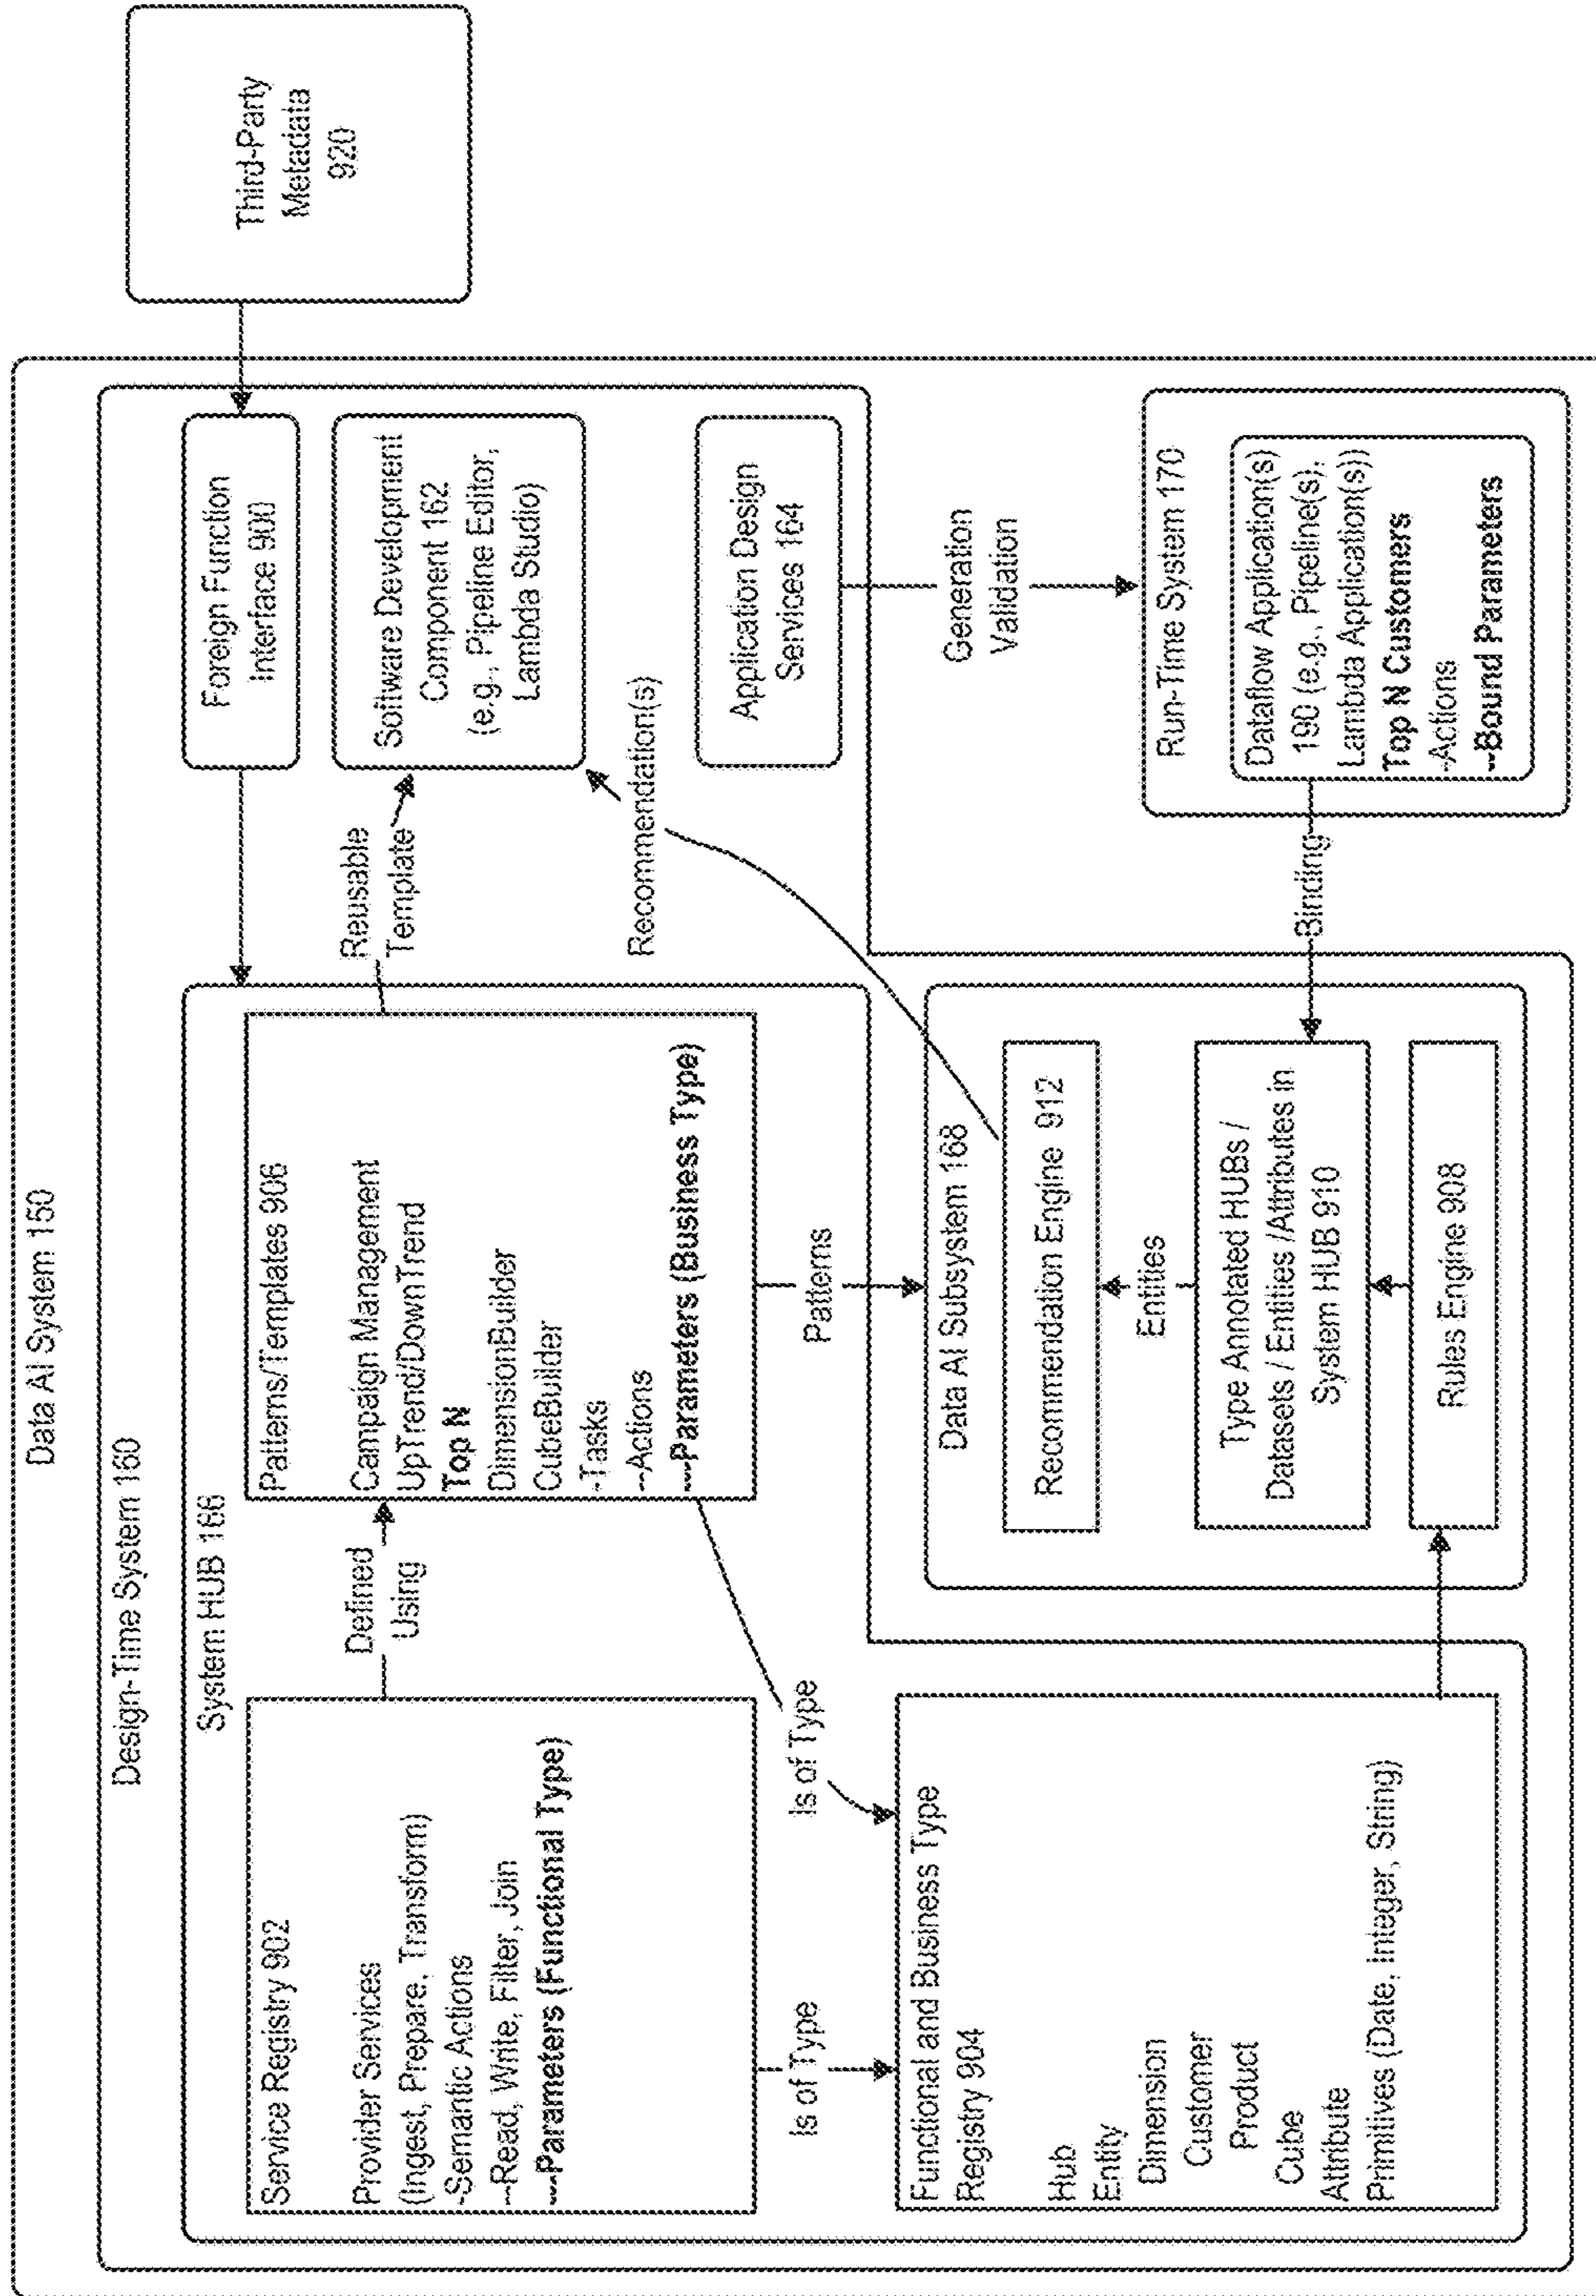 Data AI System 150
Design-Time System 160
System HUB 166
Service Registry 902
Provider Services
(Ingest, Prepare, Transform)
-Semantic Actions
--Read, Write, Filter, Join
---Parameters (Functional Type)
Defined
Using
Patterns/Templates 906
Campaign Management
UpTrend/DownTrend
Top N
DimensionBuilder
CubeBuilder
-Tasks
--Actions
---Parameters (Business Type)
Reusable
Template
Foreign Function
Interface 900
Third-Party
Metadata
920
Software Development
Component 162
(e.g., Pipeline Editor,
Lambda Studio)
Recommendation(s)
Application Design
Services 164
Is of Type
Is of Type
Patterns
Generation
Validation
Functional and Business Type
Registry 904
Hub
Entity
Dimension
Customer
Product
Cube
Attribute
Primitives (Date, Integer, String)
Data AI Subsystem 168
Recommendation Engine 912
Entities
Type Annotated HUBs /
Datasets / Entities /Attributes in
System HUB 910
Rules Engine 908
Binding
Run-Time System 170
Dataflow Application(s)
190 (e.g., Pipeline(s),
Lambda Application(s))
Top N Customers
-Actions
--Bound Parameters